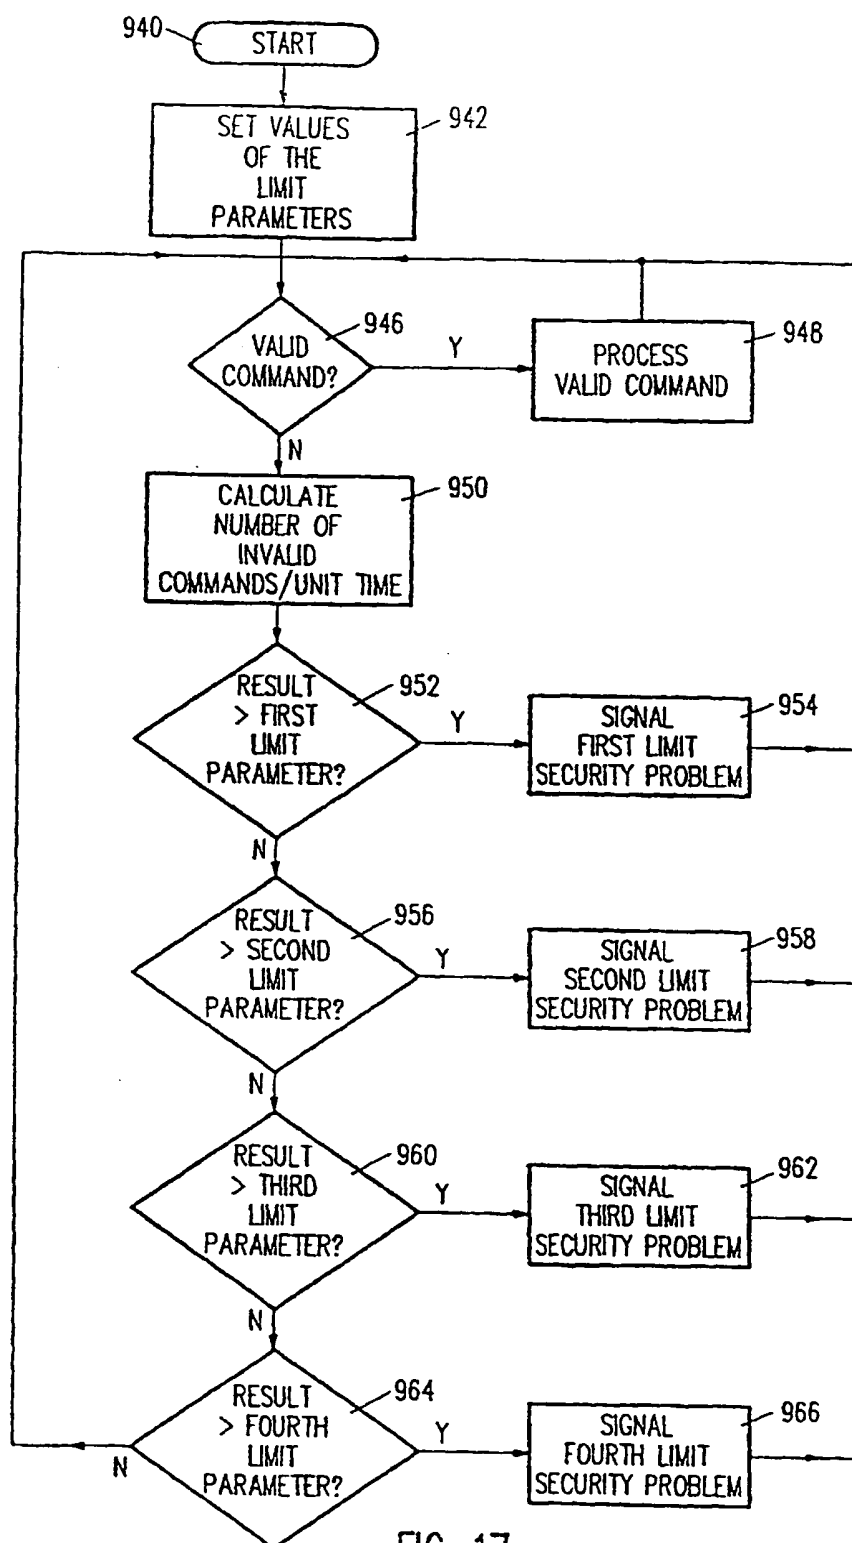 940
START
942
SET VALUES
OF THE
LIMIT
PARAMETERS
946
VALID
COMMAND?
Y
948
PROCESS
VALID COMMAND
N
950
CALCULATE
NUMBER OF
INVALID
COMMANDS/UNIT TIME
952
RESULT
> FIRST
LIMIT
PARAMETER?
Y
954
SIGNAL
FIRST LIMIT
SECURITY PROBLEM
N
956
RESULT
> SECOND
LIMIT
PARAMETER?
Y
958
SIGNAL
SECOND LIMIT
SECURITY PROBLEM
N
960
RESULT
> THIRD
LIMIT
PARAMETER?
Y
962
SIGNAL
THIRD LIMIT
SECURITY PROBLEM
N
964
RESULT
> FOURTH
LIMIT
PARAMETER?
Y
966
SIGNAL
FOURTH LIMIT
SECURITY PROBLEM
N
FIG. 17